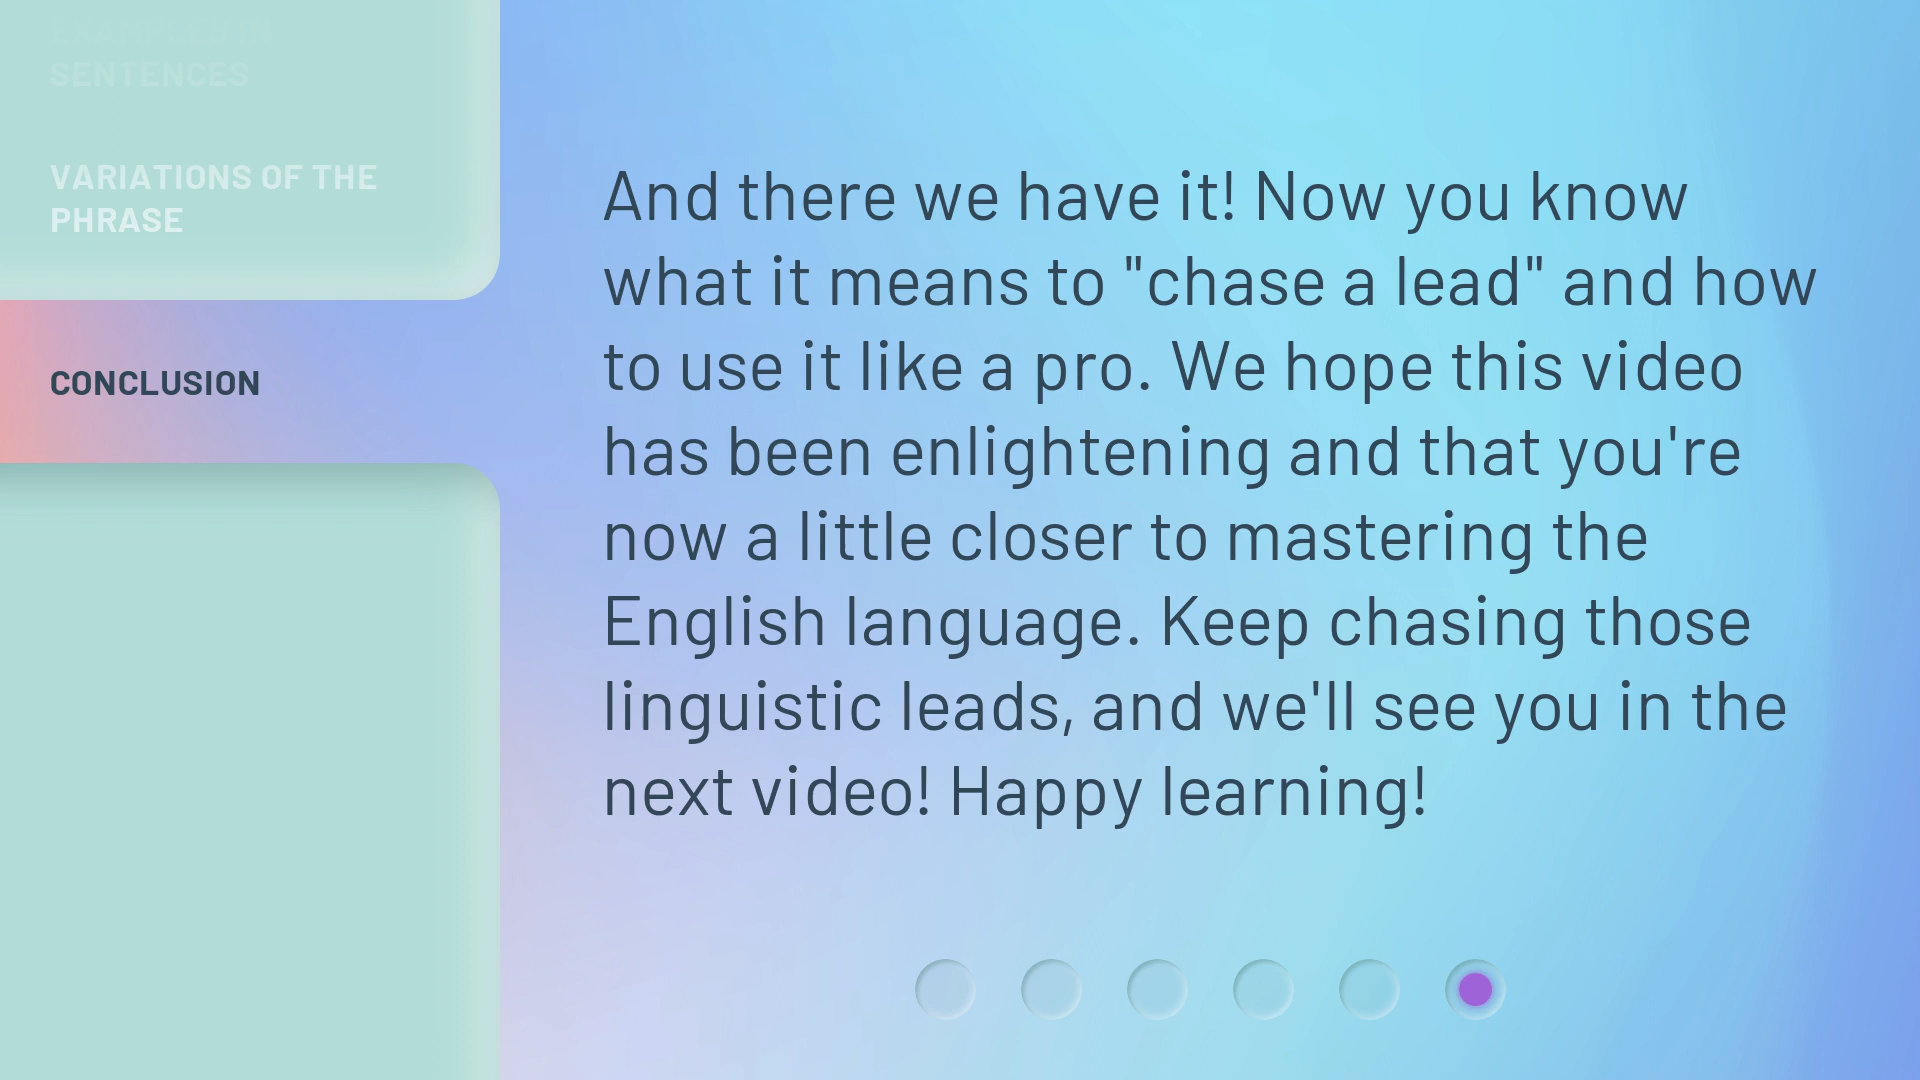 EXAMPLES IN
SENTENCES
VARIATIONS OF THE
PHRASE
CONCLUSION
And there we have it! Now you know
what it means to "chase a lead" and how
to use it like a pro. We hope this video
has been enlightening and that you're
now a little closer to mastering the
English language. Keep chasing those
linguistic leads, and we'll see you in the
next video! Happy learning!